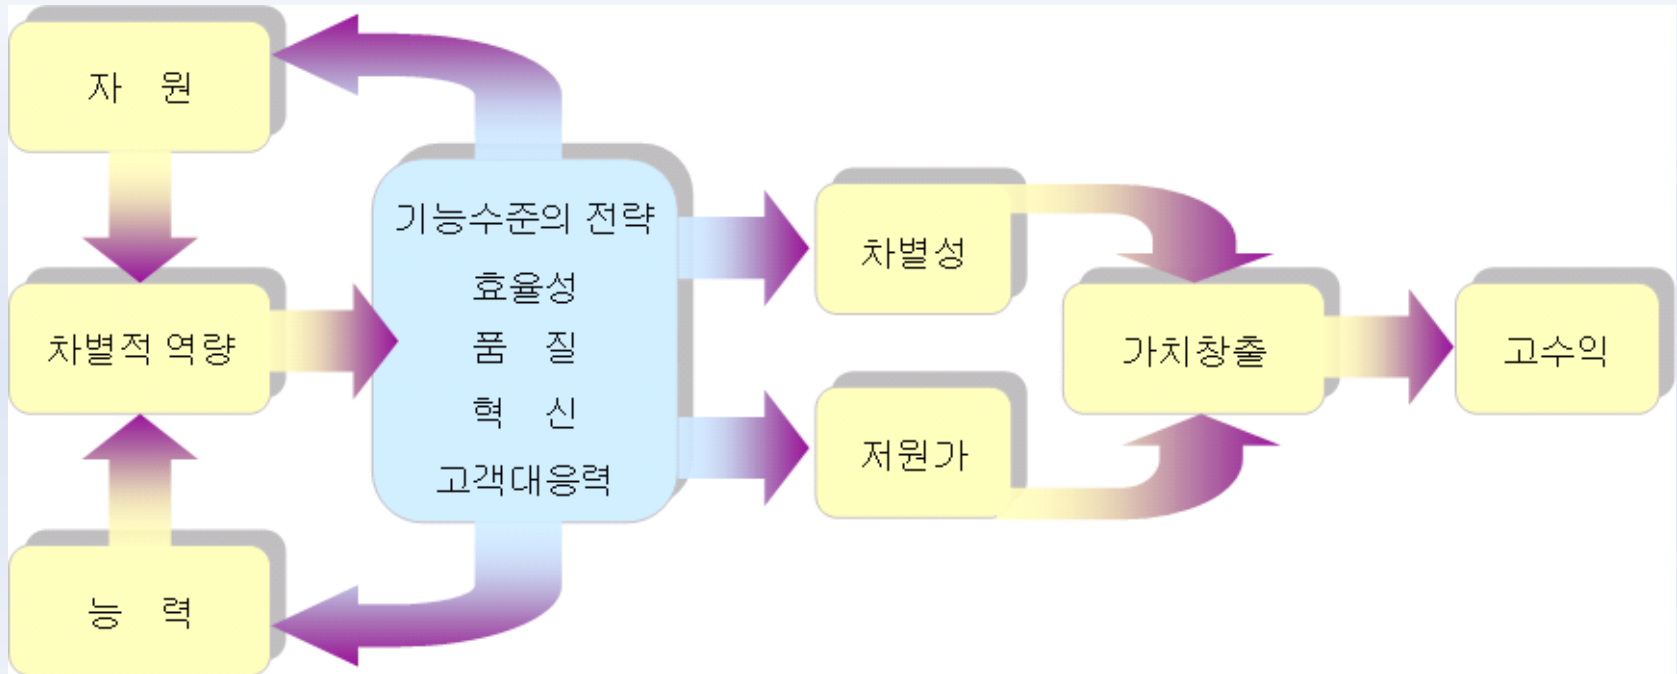 자 원
차별적 역량
능 력
기능수준의 전략
효율성
품 질
혁 신
고객대응력
차별성
저원가
가치창출
고수익